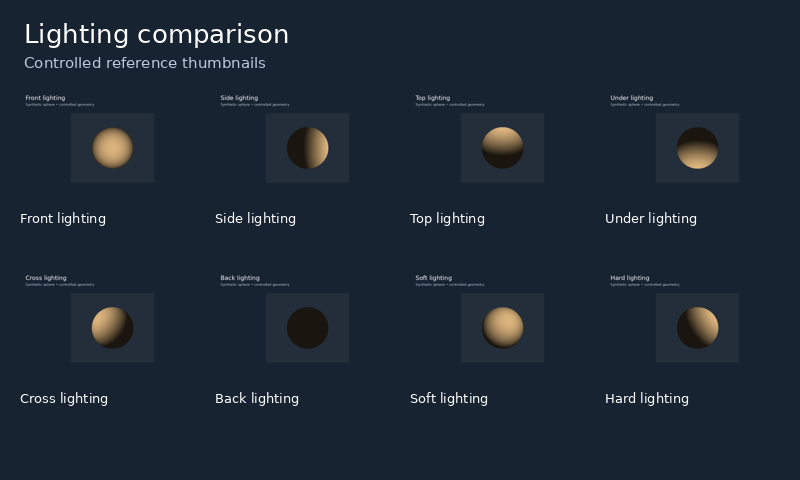 Lighting comparison
Controlled reference thumbnails
Front lighting
Synthetic sphere • controlled geometry
Side lighting
Synthetic sphere • controlled geometry
Top lighting
Synthetic sphere • controlled geometry
Under lighting
Synthetic sphere • controlled geometry
Front lighting
Side lighting
Top lighting
Under lighting
Cross lighting
Synthetic sphere • controlled geometry
Back lighting
Synthetic sphere • controlled geometry
Soft lighting
Synthetic sphere • controlled geometry
Hard lighting
Synthetic sphere • controlled geometry
Cross lighting
Back lighting
Soft lighting
Hard lighting